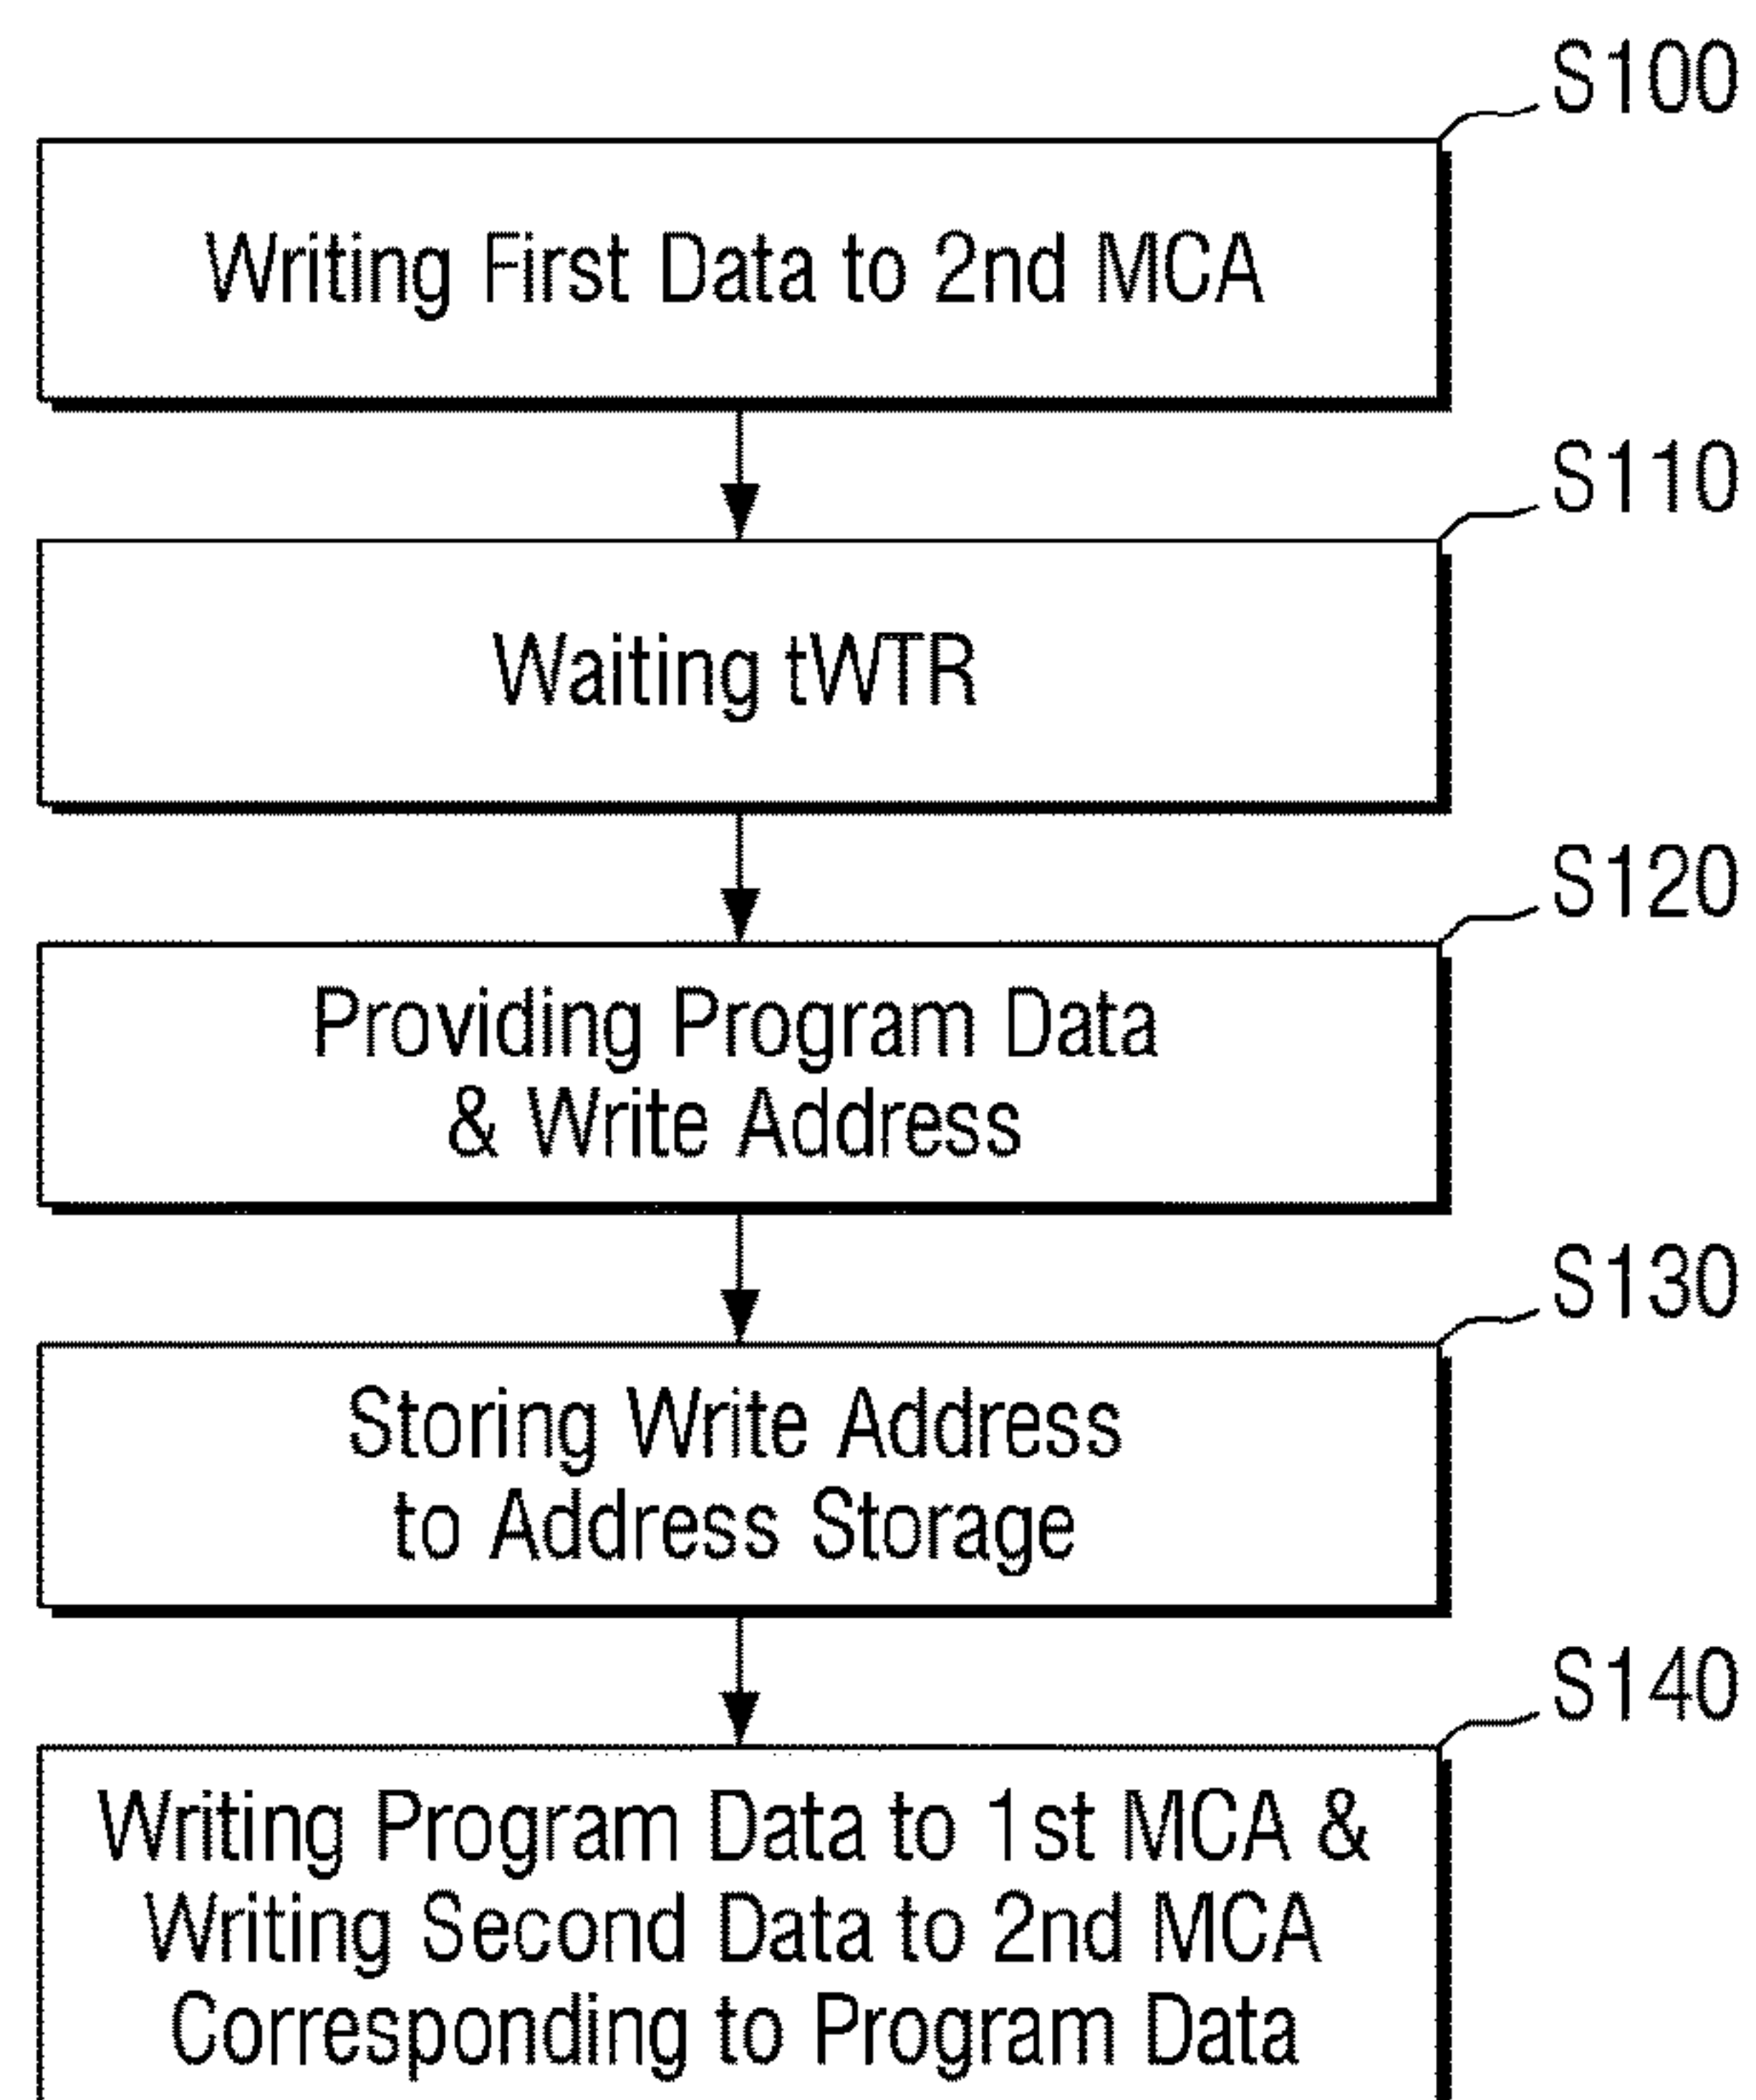 S100
Writing First Data to 2nd MCA
S110
Waiting tWTR
S120
Providing Program Data
& Write Address
S130
Storing Write Address
to Address Storage
S140
Writing Program Data to 1st MCA &
Writing Second Data to 2nd MCA
Corresponding to Program Data